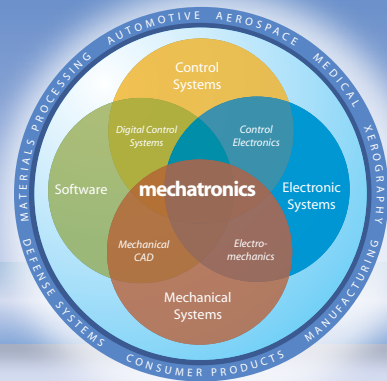 MATERIALS PROCESSING AUTOMOTIVE AEROSPACE MEDICAL XEROGRAPHY
Control
Systems
Digital Control
Systems
Control
Electronics
Software
mechatronics
Electronic
Systems
Mechanical
CAD
Electro-
mechanics
Mechanical
Systems
DEFENSE SYSTEMS CONSUMER PRODUCTS MANUFACTURING